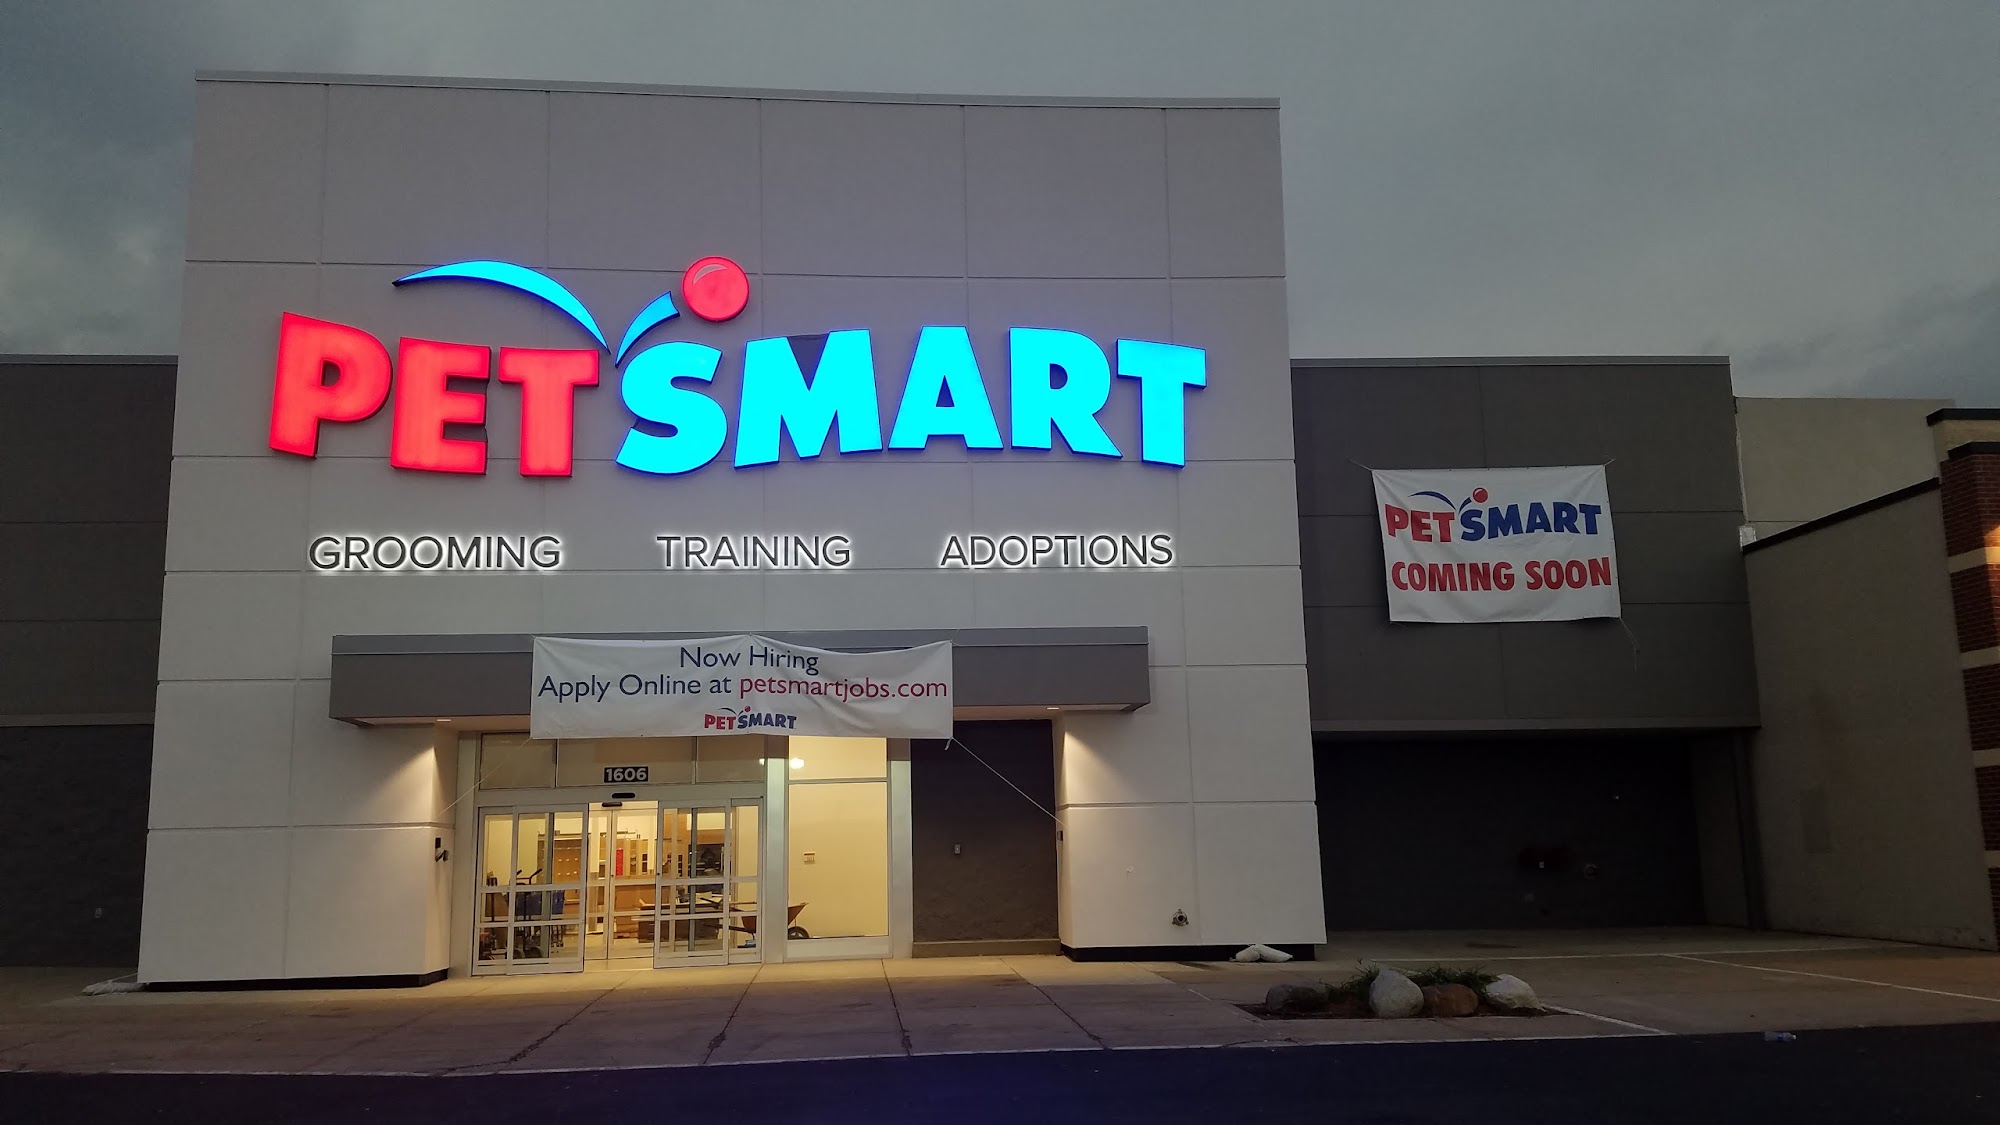 PETSMART
GROOMING TRAINING ADOPTIONS
PETSMART
COMING SOON
Now Hiring
Apply Online at petsmartjobs.com
PETSMART
1606